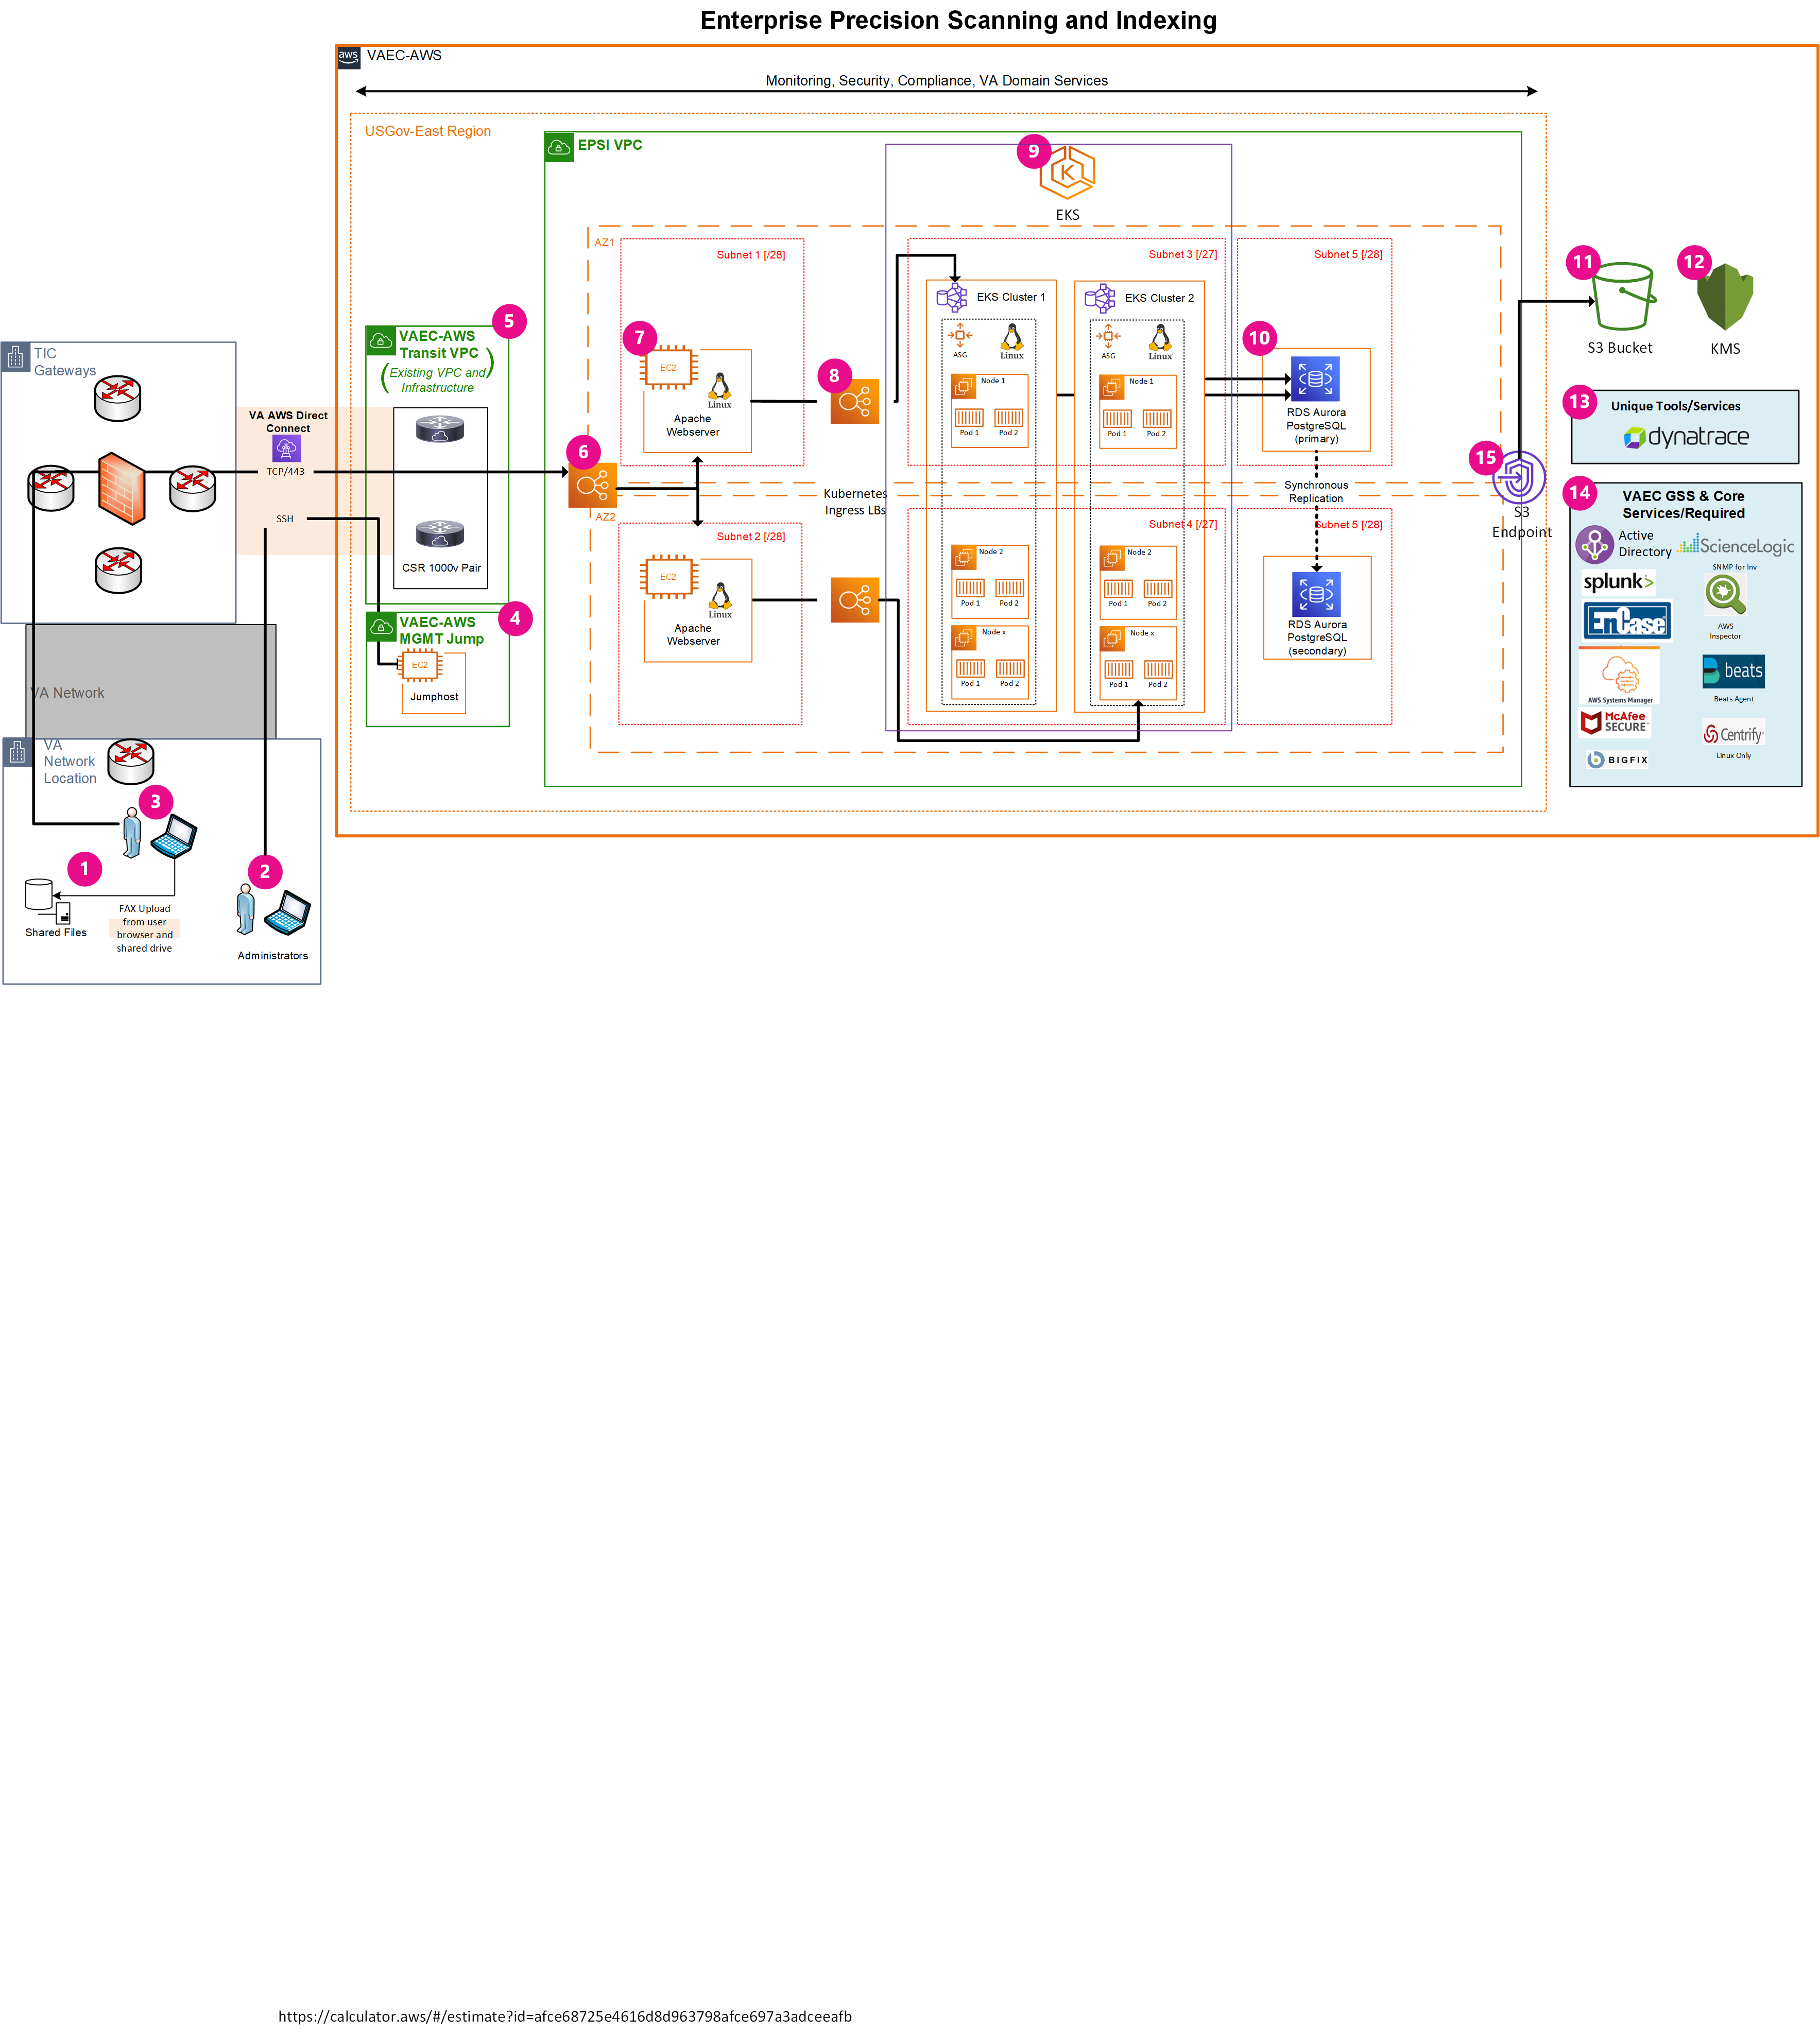 Enterprise Precision Scanning and Indexing
aws
VAEC-AWS
Monitoring, Security, Compliance, VA Domain Services
USGov-East Region
EPSI VPC
9
K
EKS
AZ1
Subnet 1 [/28]
Subnet 3 [/27]
Subnet 5 [/28]
11
S3 Bucket
12
KMS
EKS Cluster 1
EKS Cluster 2
ASG
Linux
ASG
Linux
Node 1
Pod 1
Pod 2
Node 1
Pod 1
Pod 2
5
VAEC-AWS
Transit VPC
(Existing VPC and
Infrastructure)
7
EC2
Linux
Apache
Webserver
8
10
RDS Aurora
PostgreSQL
(primary)
TIC
Gateways
VA AWS Direct
Connect
TCP/443
SSH
CSR 1000v Pair
6
Kubernetes
Ingress LBs
Synchronous
Replication
15
S3
Endpoint
13
Unique Tools/Services
dynatrace
14
VAEC GSS & Core
Services/Required
Active
Directory
ScienceLogic
SNMP for Inv
splunk>
EnCase
AWS
Inspector
AWS Systems Manager
beats
Beats Agent
McAfee
SECURE
Centrify
Linux Only
BIGFIX
AZ2
Subnet 2 [/28]
Subnet 4 [/27]
Subnet 5 [/28]
EC2
Linux
Apache
Webserver
Node 2
Pod 1
Pod 2
Node x
Pod 1
Pod 2
Node 2
Pod 1
Pod 2
Node x
Pod 1
Pod 2
RDS Aurora
PostgreSQL
(secondary)
4
VAEC-AWS
MGMT Jump
EC2
Jumphost
VA Network
VA
Network
Location
3
1
2
Shared Files
FAX Upload
from user
browser and
shared drive
Administrators
https://calculator.aws/#/estimate?id=afce68725e4616d8d963798afce697a3adceeafb